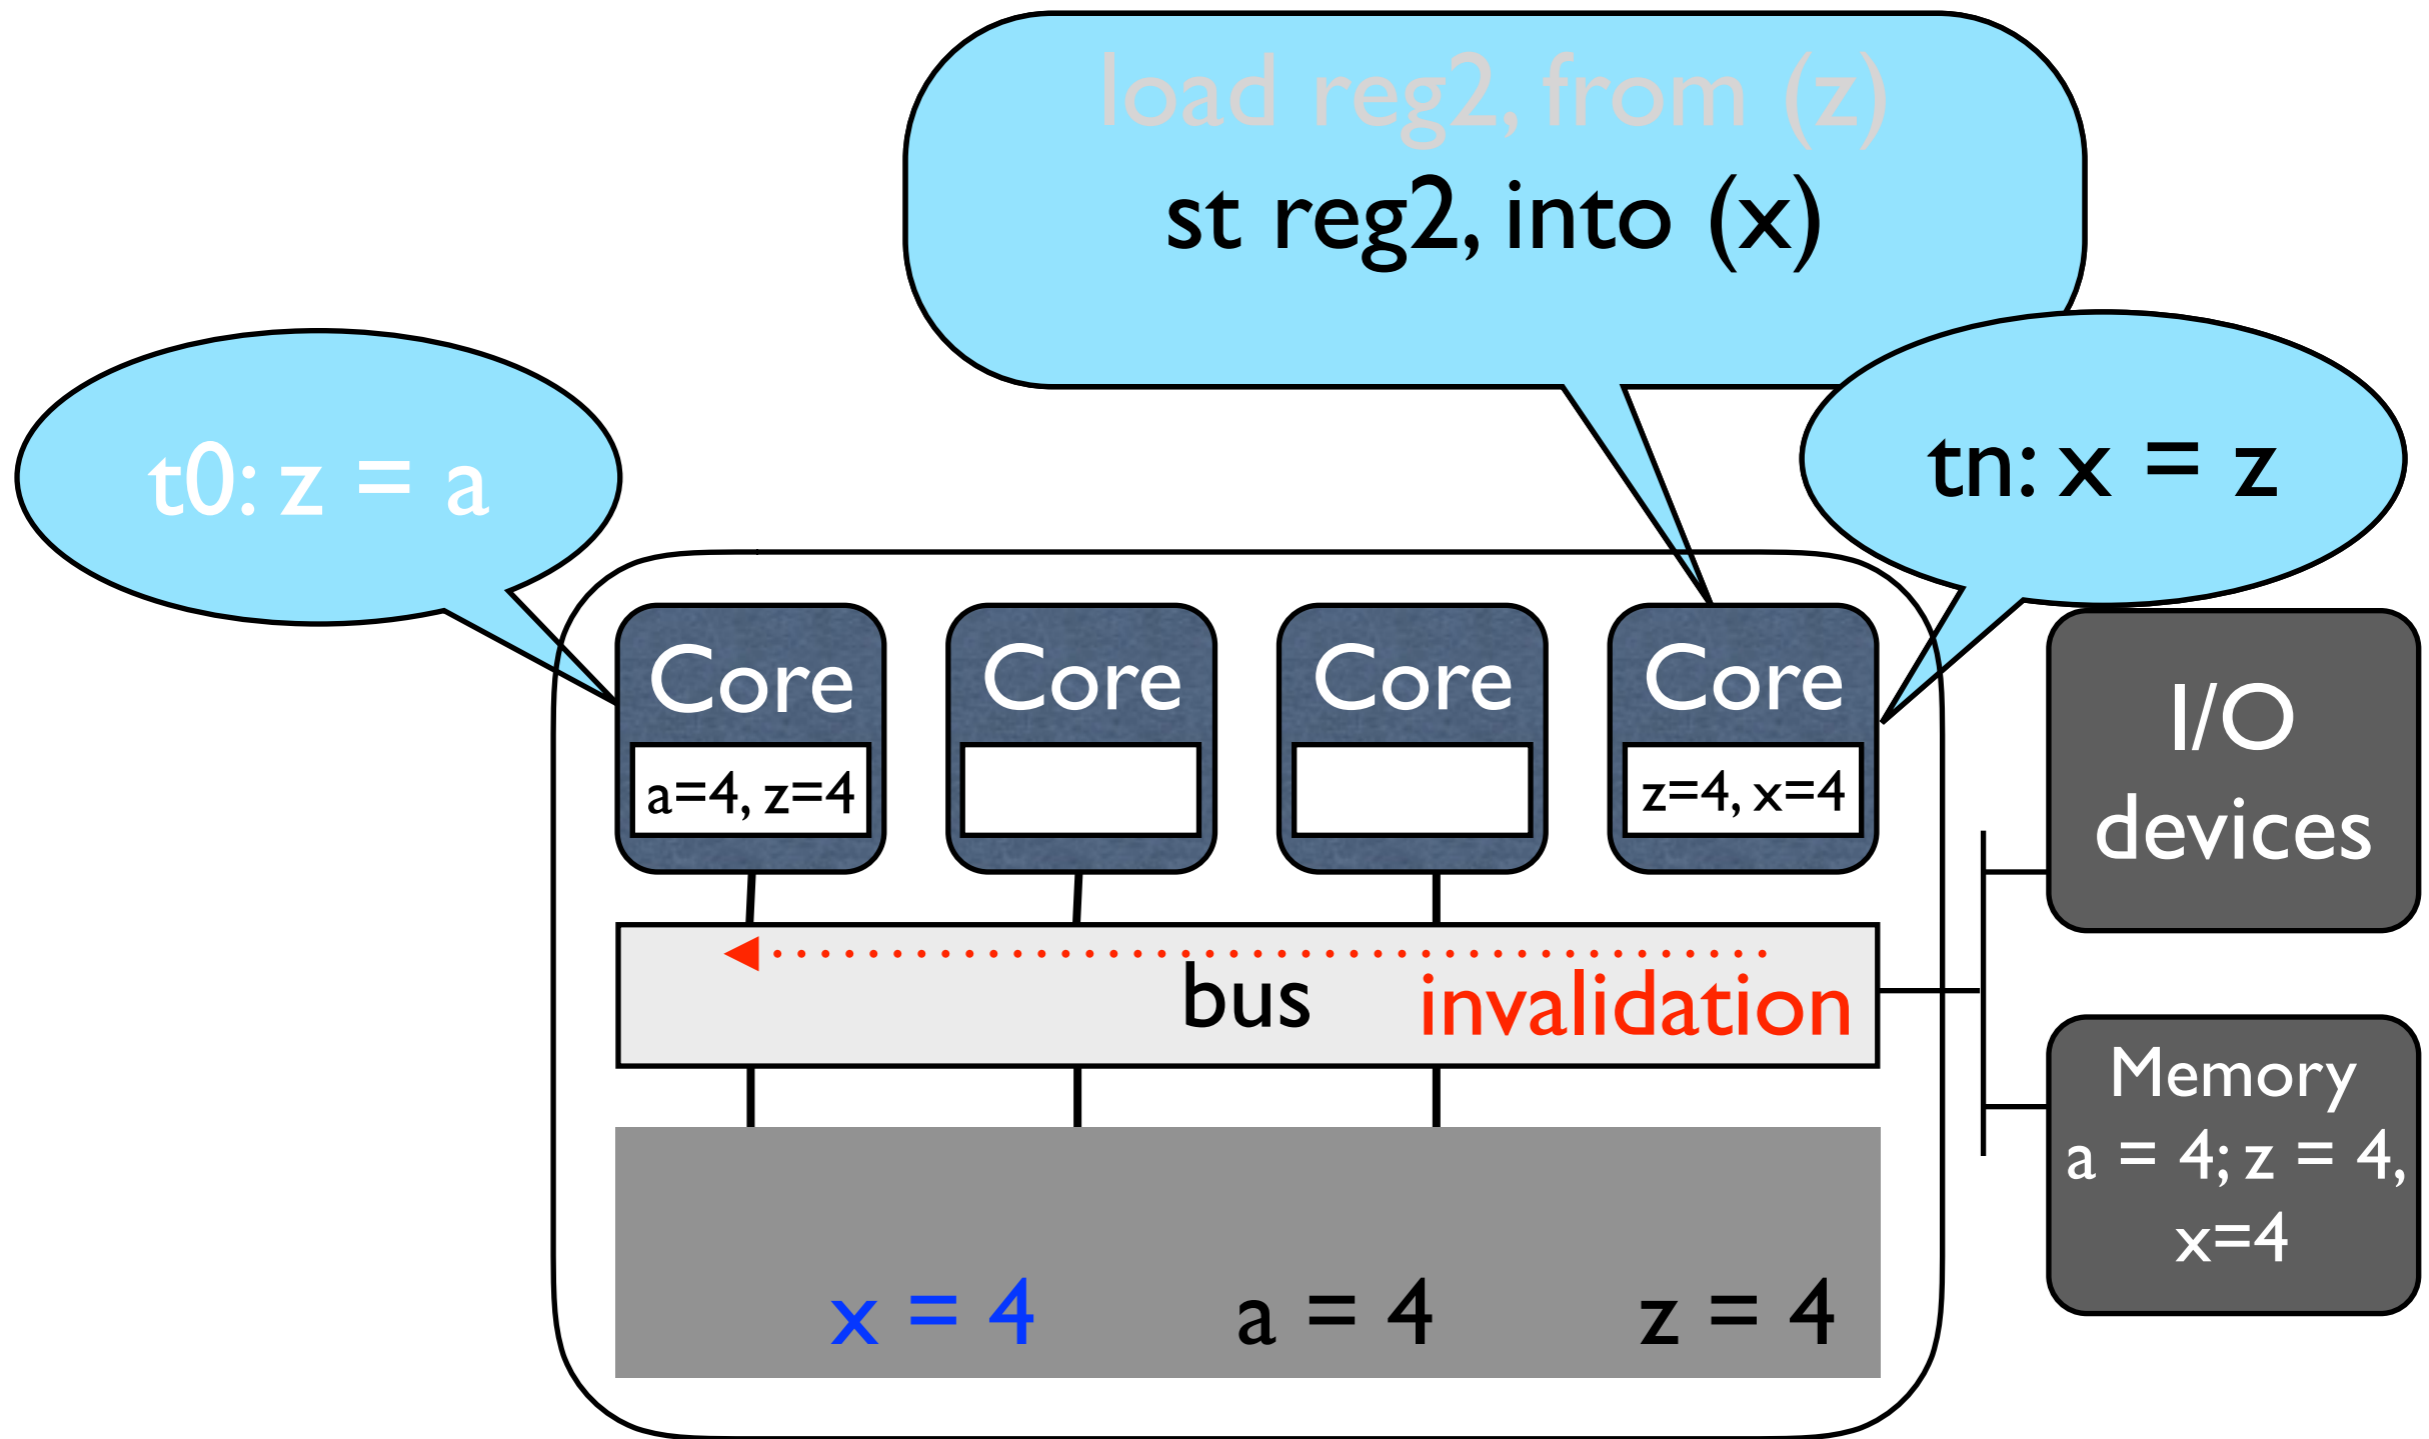 load reg2, from (z)
st reg2, into (x)
t0: z = a
tn: x = z
Core
Core
Core
Core
a=4, z=4
z=4, x=4
I/O
devices
bus
invalidation
Memory
a = 4; z = 4,
x=4
x = 4
a = 4
z = 4